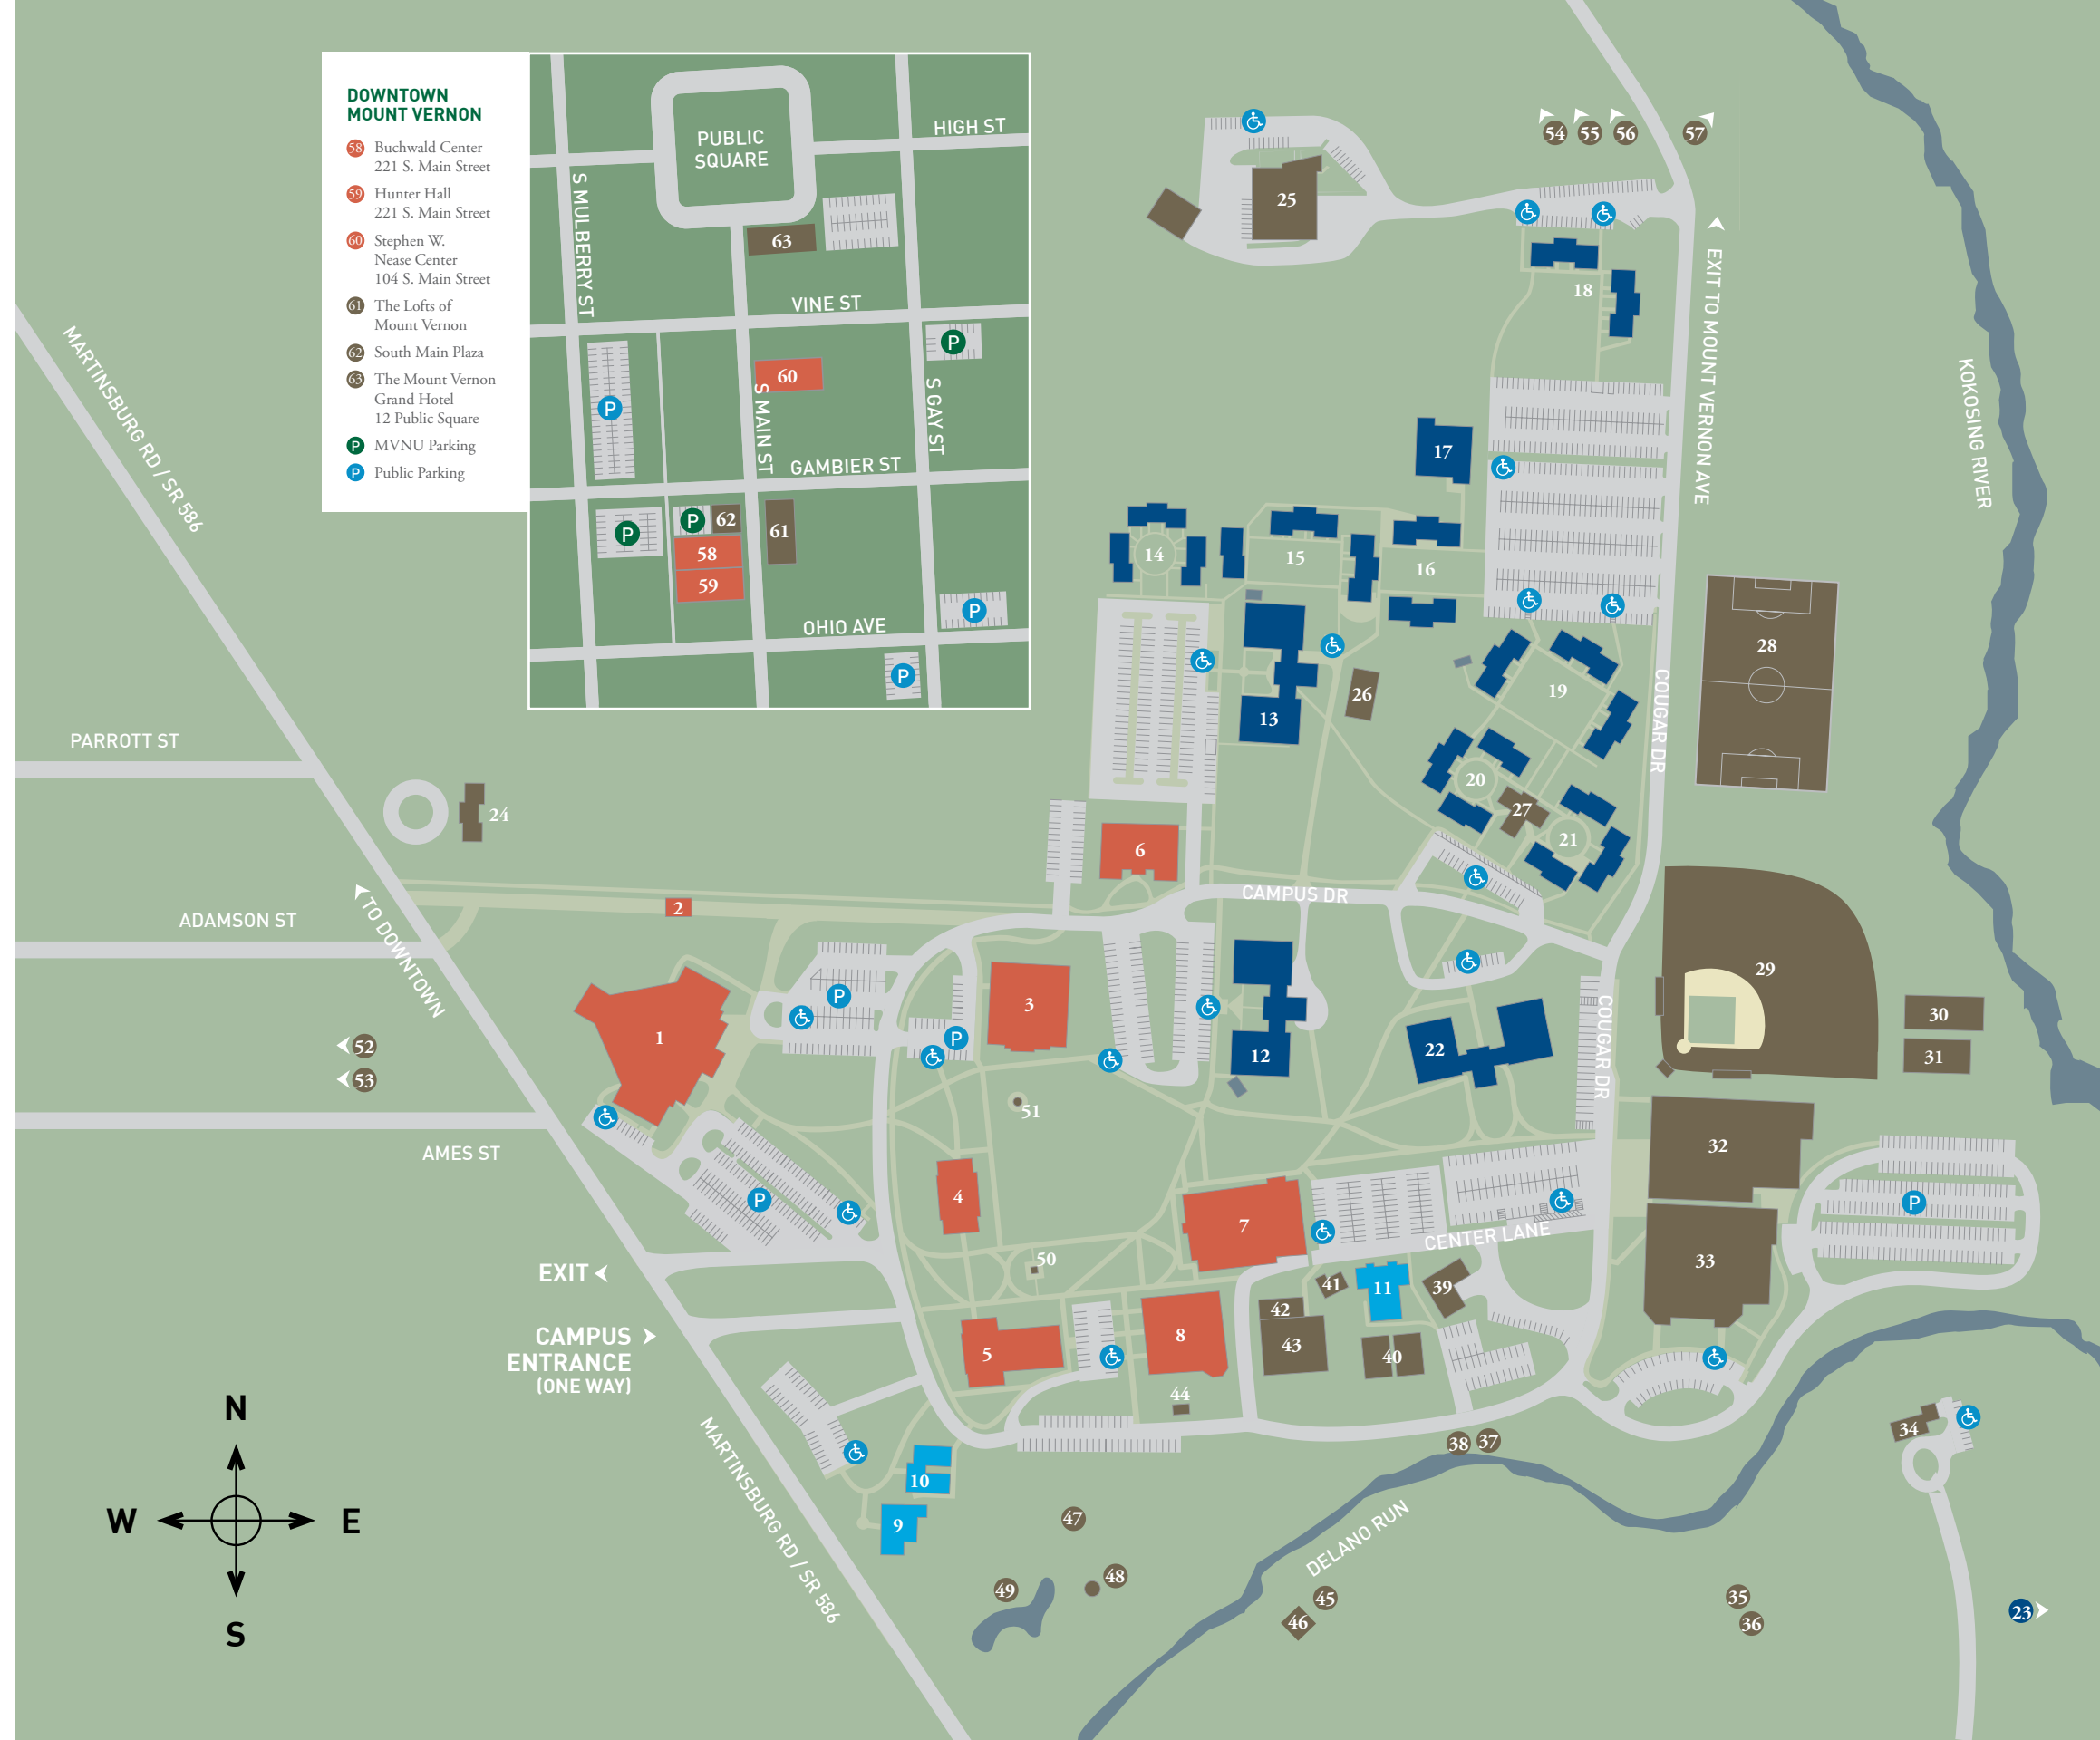 DOWNTOWN
MOUNT VERNON
58 Buchwald Center
221 S. Main Street
59 Hunter Hall
221 S. Main Street
60 Stephen W.
Nease Center
104 S. Main Street
61 The Lofts of
Mount Vernon
62 South Main Plaza
63 The Mount Vernon
Grand Hotel
12 Public Square
P MVNU Parking
P Public Parking
PUBLIC
SQUARE
HIGH ST
S MULBERRY ST
63
VINE ST
P
60
P
S MAIN ST
S GAY ST
GAMBIER ST
P
P
62
61
58
59
P
OHIO AVE
P
54
55
56
57
25
18
EXIT TO MOUNT VERNON AVE
KOKOSING RIVER
17
14
15
16
28
19
26
13
COUGAR DR
20
27
21
MARTINSBURG RD / SR 586
PARROTT ST
24
6
CAMPUS DR
2
ADAMSON ST
TO DOWNTOWN
29
P
3
1
P
12
22
COUGAR DR
30
31
52
53
51
AMES ST
32
4
P
7
P
CENTER LANE
50
33
EXIT
41
11
39
42
43
40
CAMPUS
ENTRANCE
(ONE WAY)
5
8
44
34
38
37
10
9
47
DELANO RUN
MARTINSBURG RD / SR 586
49
48
45
46
35
36
23
N
W
E
S